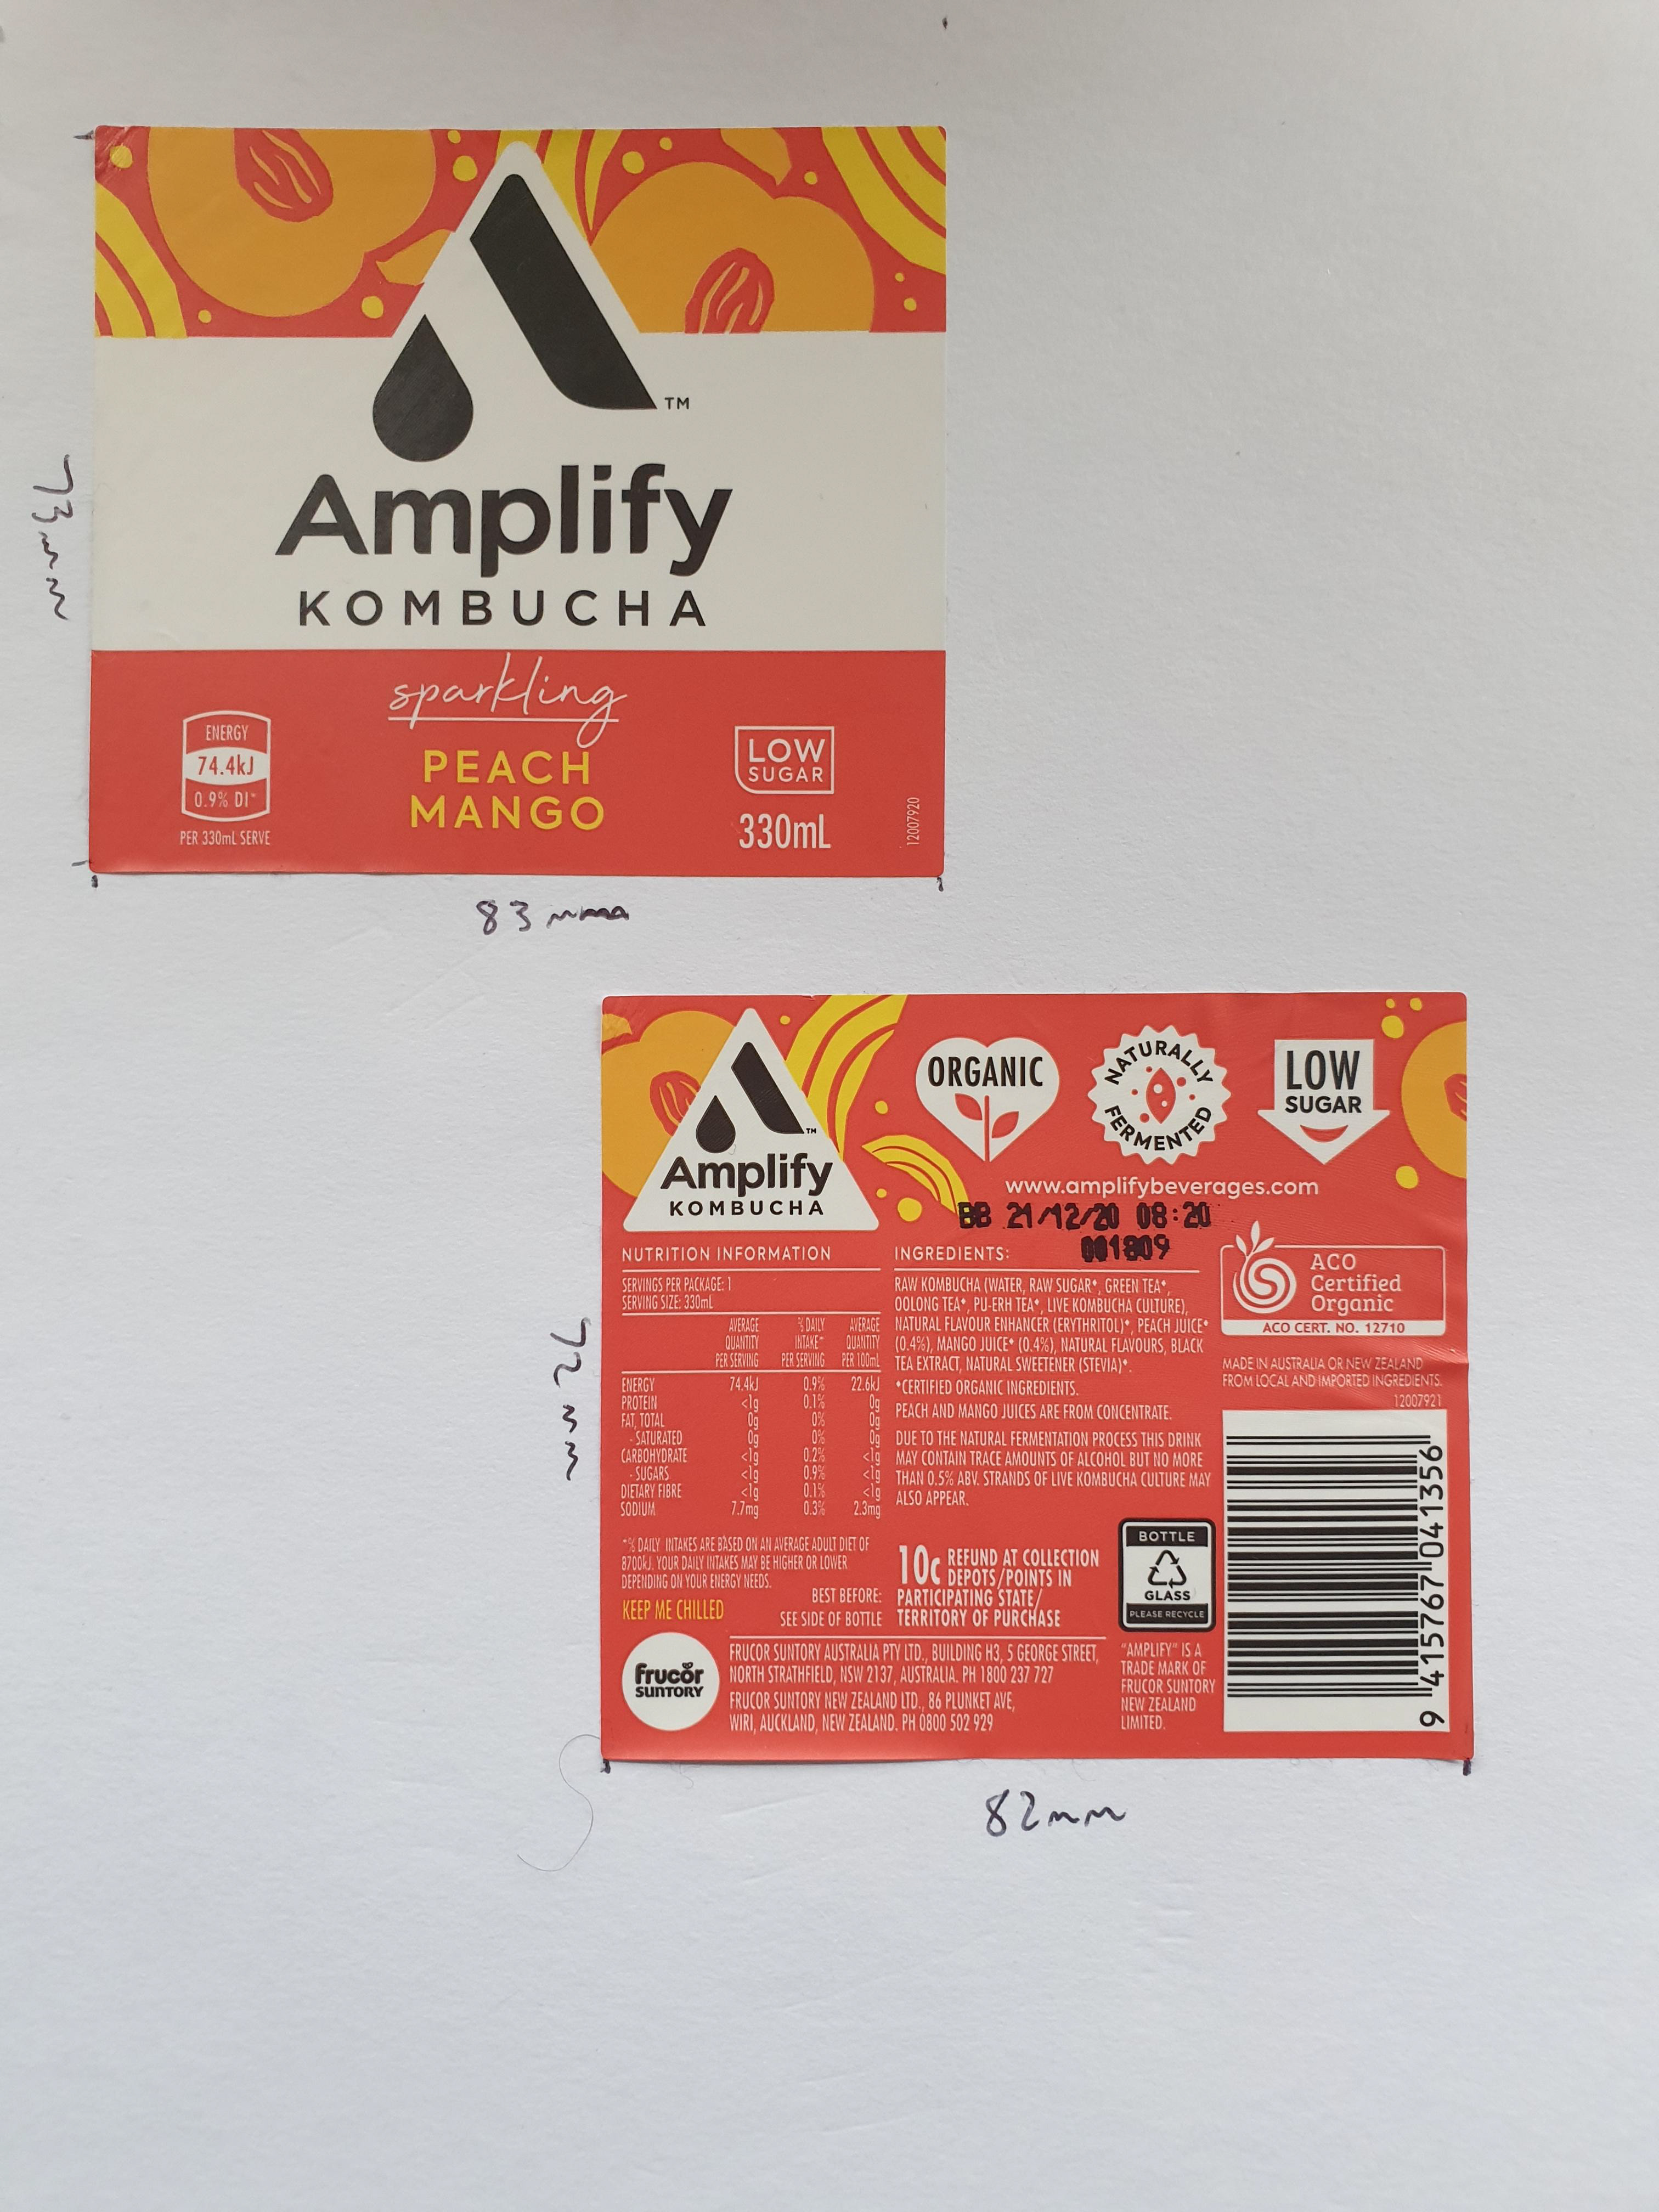 ™
Amplify
KOMBUCHA
sparkling
PEACH
MANGO
ENERGY
74.4kJ
0.9% DI~
PER 330mL SERVE
LOW
SUGAR
330mL
12007920
73mm
83mm
™
Amplify
KOMBUCHA
ORGANIC
NATURALLY
FERMENTED
LOW
SUGAR
www.amplifybeverages.com
BB 21/12/20 08:20
001809
NUTRITION INFORMATION
SERVINGS PER PACKAGE: 1
SERVING SIZE: 330mL
AVERAGE QUANTITY PER SERVING % DAILY INTAKE~ PER SERVING AVERAGE QUANTITY PER 100mL
ENERGY 74.4kJ 0.9% 22.6kJ
PROTEIN <1g 0.1% 0g
FAT, TOTAL 0g 0% 0g
- SATURATED 0g 0% 0g
CARBOHYDRATE <1g 0.2% <1g
- SUGARS <1g 0.9% <1g
DIETARY FIBRE <1g 0.1% <1g
SODIUM 7.7mg 0.3% 2.3mg
~% DAILY INTAKES ARE BASED ON AN AVERAGE ADULT DIET OF
8700kJ. YOUR DAILY INTAKES MAY BE HIGHER OR LOWER
DEPENDING ON YOUR ENERGY NEEDS.
KEEP ME CHILLED
BEST BEFORE:
SEE SIDE OF BOTTLE
INGREDIENTS:
RAW KOMBUCHA (WATER, RAW SUGAR*, GREEN TEA*,
OOLONG TEA*, PU-ERH TEA*, LIVE KOMBUCHA CULTURE),
NATURAL FLAVOUR ENHANCER (ERYTHRITOL)*, PEACH JUICE*
(0.4%), MANGO JUICE* (0.4%), NATURAL FLAVOURS, BLACK
TEA EXTRACT, NATURAL SWEETENER (STEVIA)*.
*CERTIFIED ORGANIC INGREDIENTS.
PEACH AND MANGO JUICES ARE FROM CONCENTRATE.
DUE TO THE NATURAL FERMENTATION PROCESS THIS DRINK
MAY CONTAIN TRACE AMOUNTS OF ALCOHOL BUT NO MORE
THAN 0.5% ABV. STRANDS OF LIVE KOMBUCHA CULTURE MAY
ALSO APPEAR.
10c REFUND AT COLLECTION
DEPOTS/POINTS IN
PARTICIPATING STATE/
TERRITORY OF PURCHASE
BOTTLE
GLASS
PLEASE RECYCLE
ACO
Certified
Organic
ACO CERT. NO. 12710
MADE IN AUSTRALIA OR NEW ZEALAND
FROM LOCAL AND IMPORTED INGREDIENTS.
12007921
9 415767 041356
frucor
SUNTORY
FRUCOR SUNTORY AUSTRALIA PTY LTD., BUILDING H3, 5 GEORGE STREET,
NORTH STRATHFIELD, NSW 2137, AUSTRALIA. PH 1800 237 727
FRUCOR SUNTORY NEW ZEALAND LTD., 86 PLUNKET AVE,
WIRI, AUCKLAND, NEW ZEALAND. PH 0800 502 929
"AMPLIFY" IS A
TRADE MARK OF
FRUCOR SUNTORY
NEW ZEALAND
LIMITED.
72mm
82mm